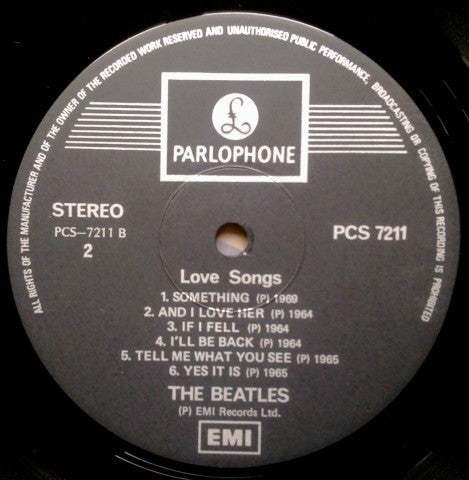 ALL RIGHTS OF THE MANUFACTURER AND OF THE OWNER OF THE RECORDED WORK RESERVED AND UNAUTHORISED PUBLIC PERFORMANCE, BROADCASTING OR COPYING OF THIS RECORDING IS PROHIBITED
£
PARLOPHONE
STEREO
PCS 7211
PCS–7211 B
2
Love Songs
1. SOMETHING (P) 1969
2. AND I LOVE HER (P) 1964
3. IF I FELL (P) 1964
4. I'LL BE BACK (P) 1964
5. TELL ME WHAT YOU SEE (P) 1965
6. YES IT IS (P) 1965
THE BEATLES
(P) EMI Records Ltd.
EMI